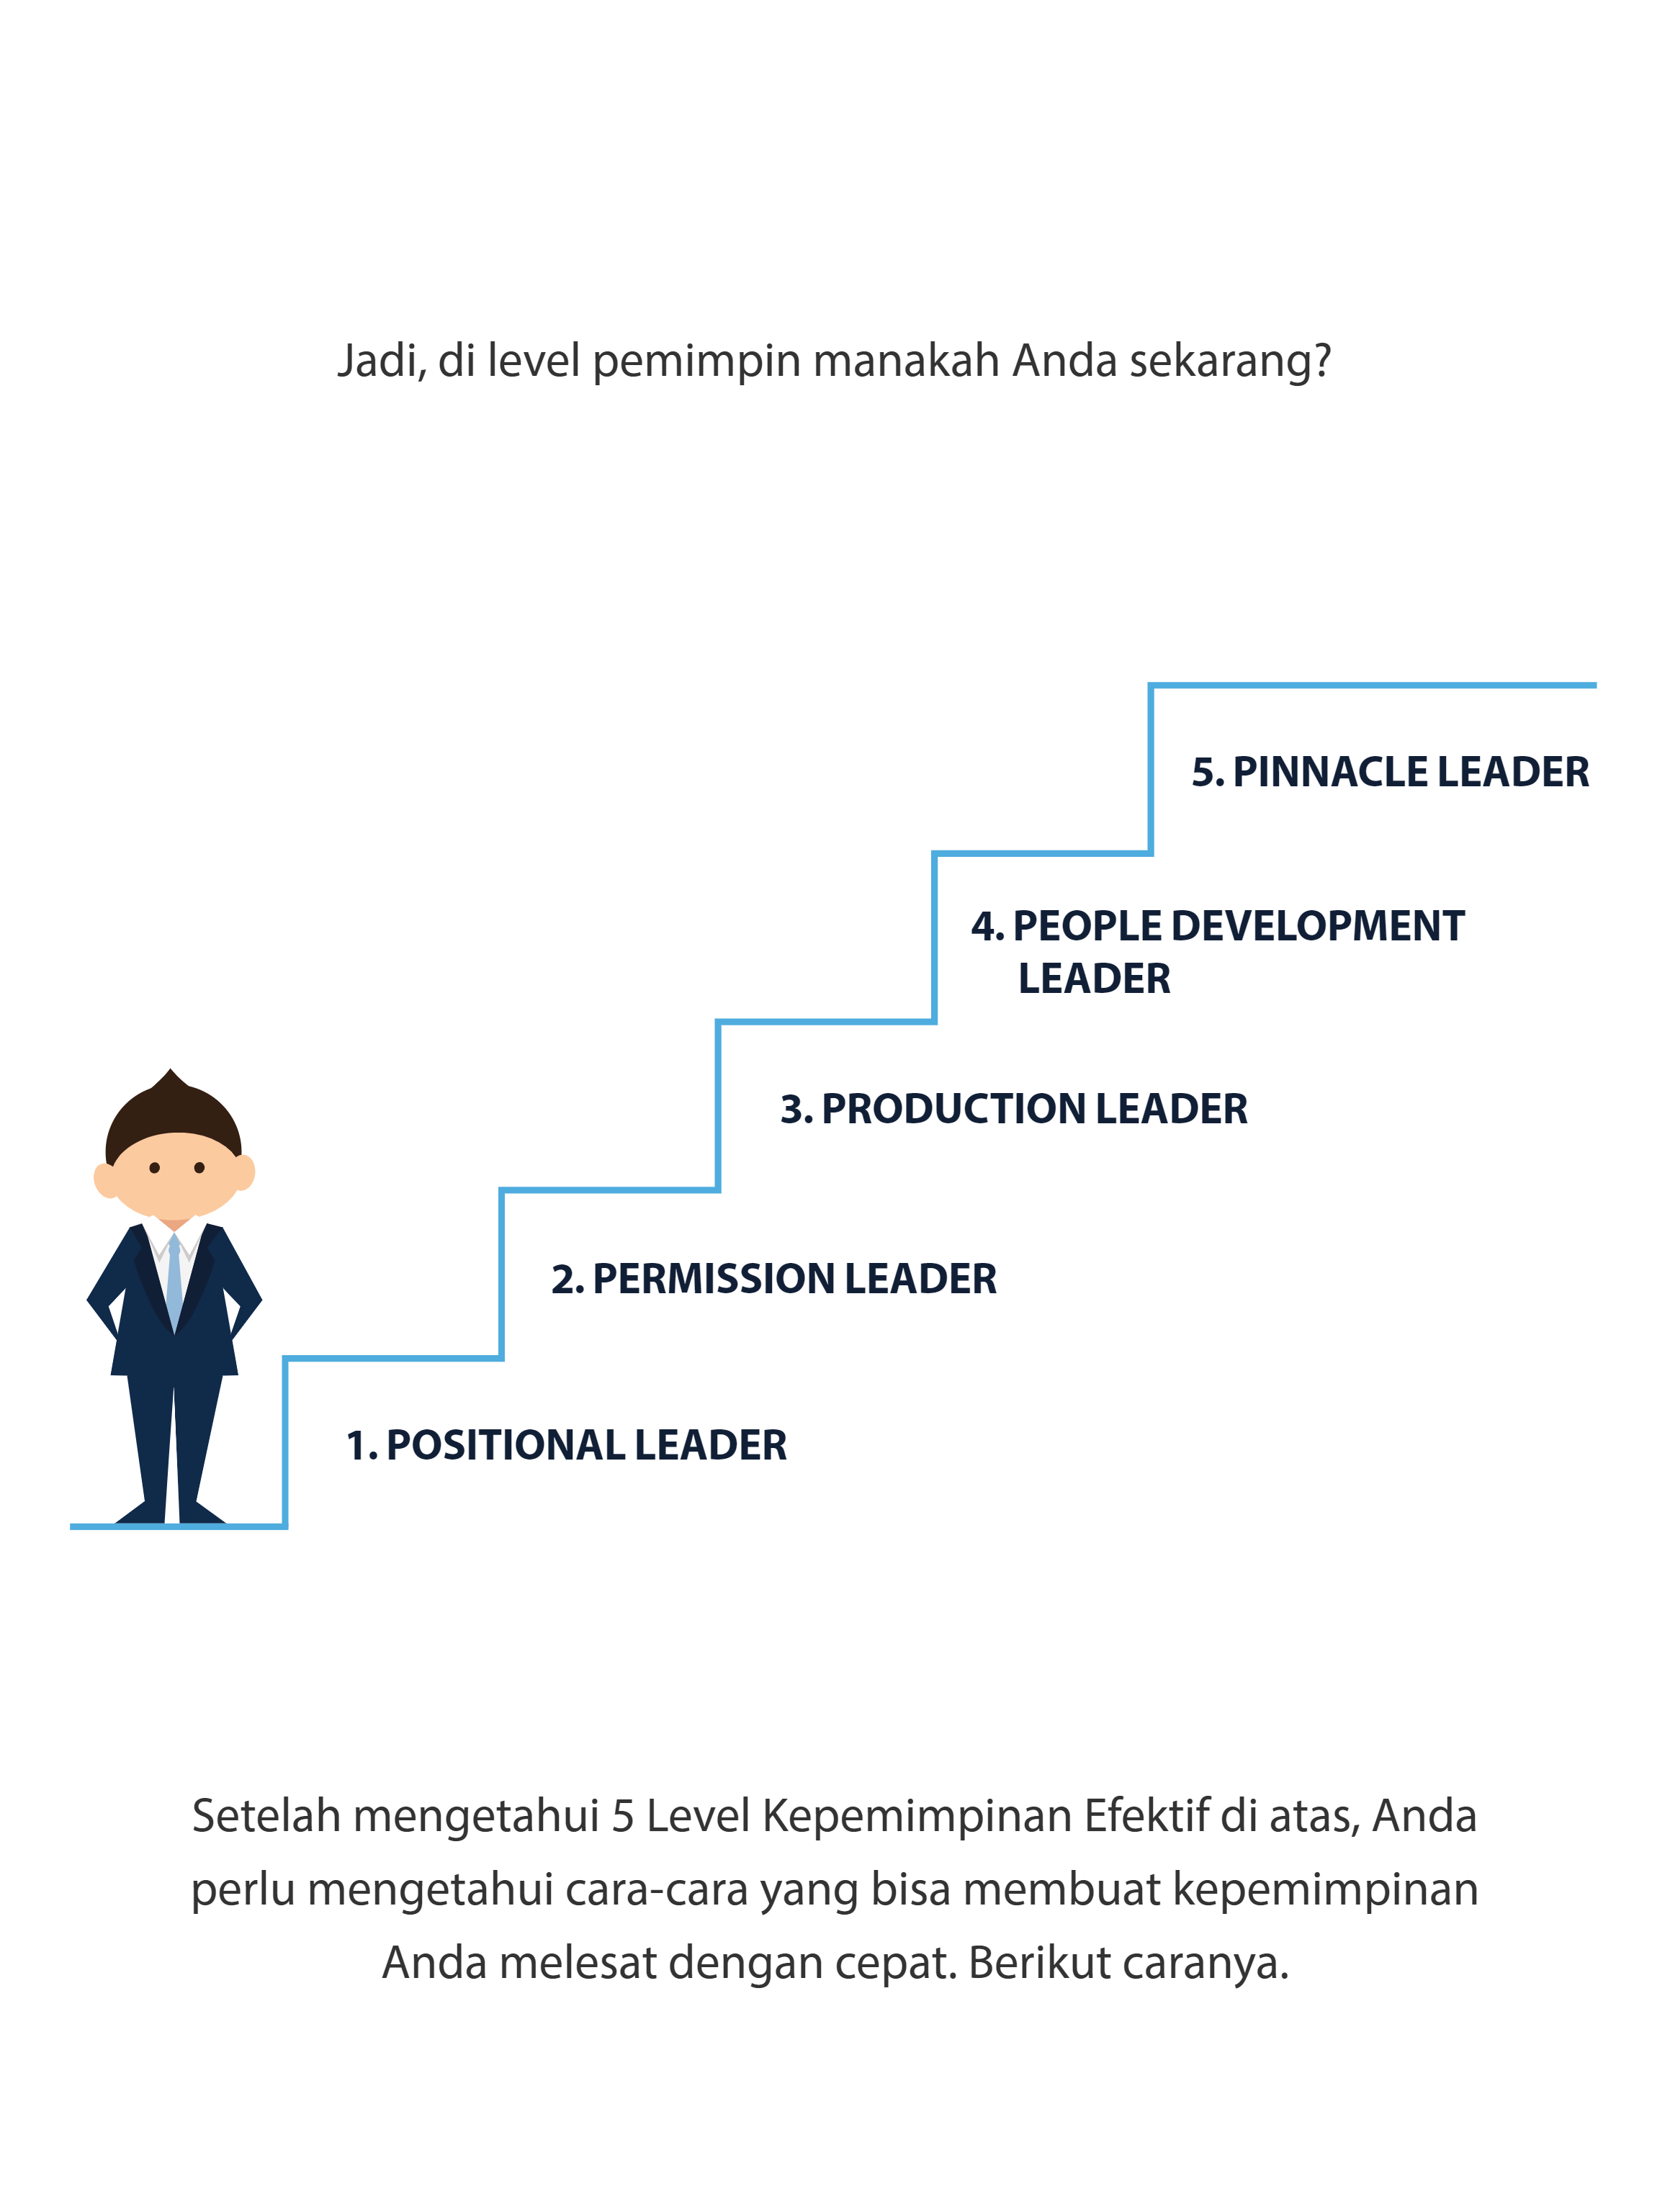 Jadi, di level pemimpin manakah Anda sekarang?
5. PINNACLE LEADER
4. PEOPLE DEVELOPMENT
LEADER
3. PRODUCTION LEADER
2. PERMISSION LEADER
1. POSITIONAL LEADER
Setelah mengetahui 5 Level Kepemimpinan Efektif di atas, Anda
perlu mengetahui cara-cara yang bisa membuat kepemimpinan
Anda melesat dengan cepat. Berikut caranya.